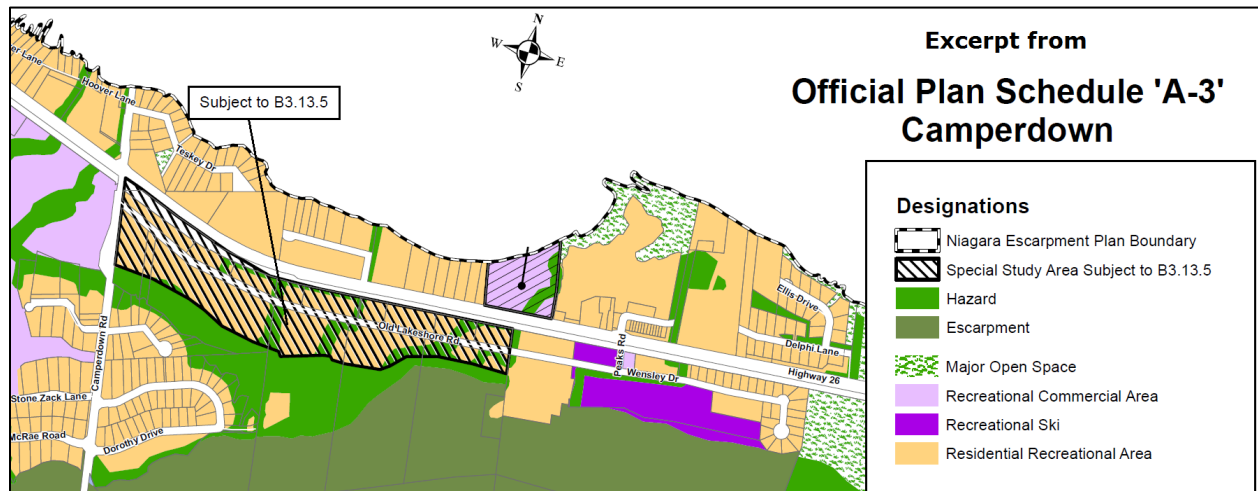 Excerpt from
Official Plan Schedule 'A-3'
Camperdown
N
W
E
S
Subject to B3.13.5
er Lane
Hoover Lane
Teskey Dr
Camperdown Rd
Old Lakeshore Rd
Peaks Rd
Wensley Dr
Highway 26
Ellis Drive
Delphi Lane
Stone Zack Lane
McRae Road
Dorothy Drive
Designations
Niagara Escarpment Plan Boundary
Special Study Area Subject to B3.13.5
Hazard
Escarpment
Major Open Space
Recreational Commercial Area
Recreational Ski
Residential Recreational Area